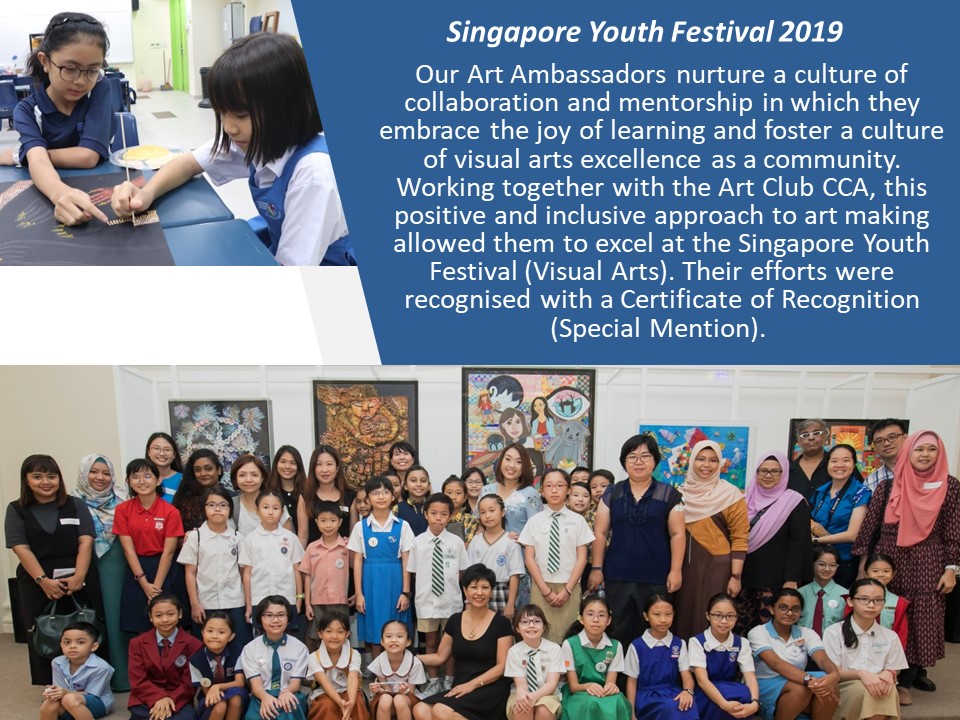 Singapore Youth Festival 2019
Our Art Ambassadors nurture a culture of
collaboration and mentorship in which they
embrace the joy of learning and foster a culture
of visual arts excellence as a community.
Working together with the Art Club CCA, this
positive and inclusive approach to art making
allowed them to excel at the Singapore Youth
Festival (Visual Arts). Their efforts were
recognised with a Certificate of Recognition
(Special Mention).